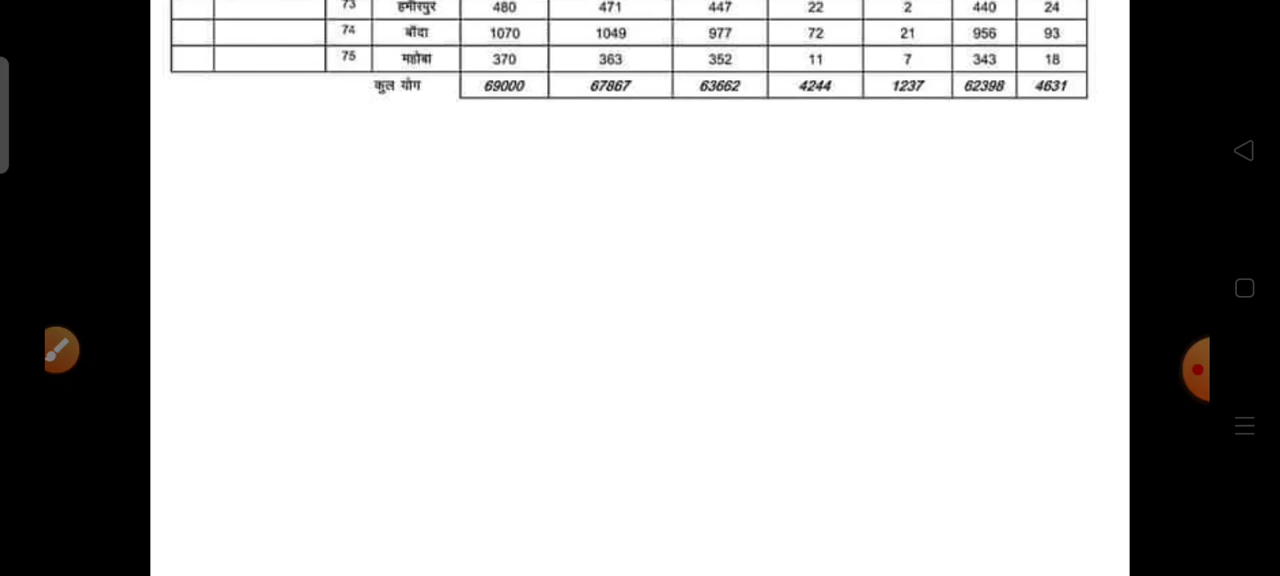 73 हमीरपुर 480 471 447 22 2 440 24
74 बाँदा 1070 1049 977 72 21 956 93
75 महोबा 370 363 352 11 7 343 18
कुल योग 69000 67867 63662 4244 1237 62398 4631